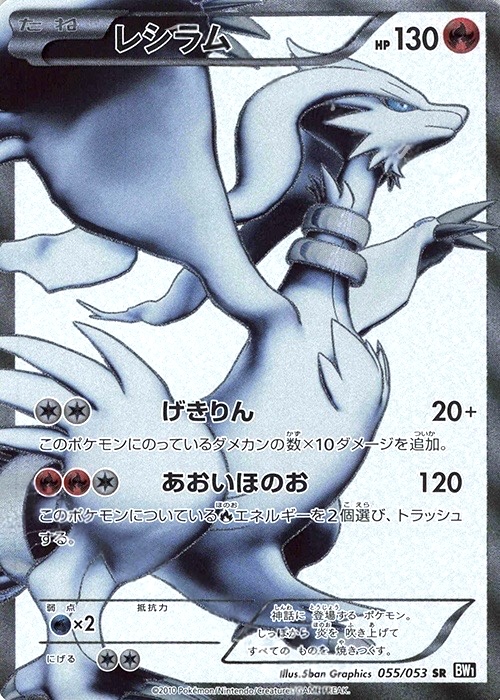 たね
レシラム HP130
げきりん 20+
このポケモンにのっているダメカンの数×10ダメージを追加。
あおいほのお 120
このポケモンについている エネルギーを2個選び、トラッシュ
する。
弱点 抵抗力
×2
にげる
神話に 登場する ポケモン。
しっぽから 炎を 吹き上げて
すべての ものを 焼きつくす。
Illus. 5ban Graphics 055/053 SR BW1
©2010 Pokémon/Nintendo/Creatures/GAME FREAK.